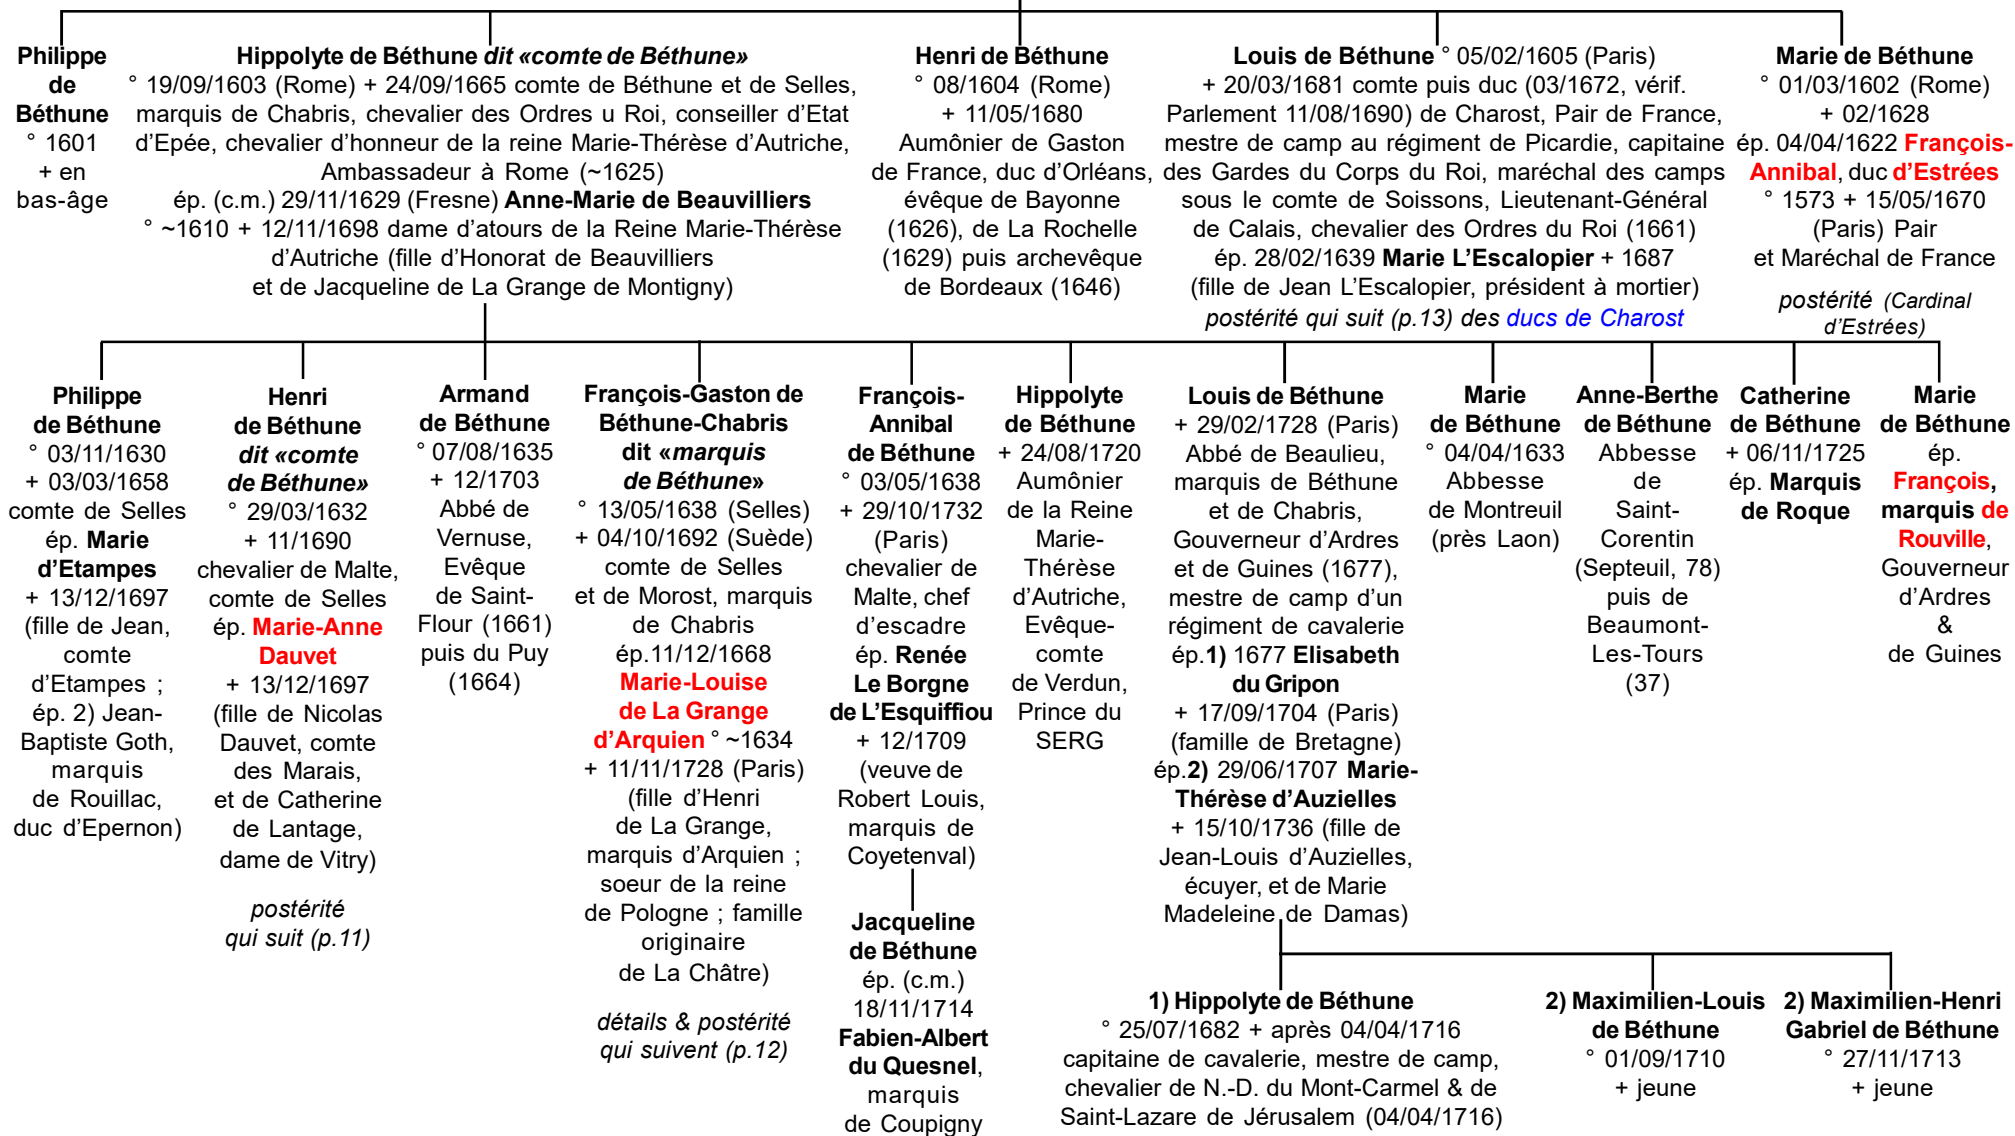 Philippe
de
Béthune
° 1601
+ en
bas-âge
Hippolyte de Béthune dit «comte de Béthune»
° 19/09/1603 (Rome) + 24/09/1665 comte de Béthune et de Selles,
marquis de Chabris, chevalier des Ordres u Roi, conseiller d'Etat
d'Epée, chevalier d'honneur de la reine Marie-Thérèse d'Autriche,
Ambassadeur à Rome (~1625)
ép. (c.m.) 29/11/1629 (Fresne) Anne-Marie de Beauvilliers
° ~1610 + 12/11/1698 dame d'atours de la Reine Marie-Thérèse
d'Autriche (fille d'Honorat de Beauvilliers
et de Jacqueline de La Grange de Montigny)
Henri de Béthune
° 08/1604 (Rome)
+ 11/05/1680
Aumônier de Gaston
de France, duc d'Orléans,
évêque de Bayonne
(1626), de La Rochelle
(1629) puis archevêque
de Bordeaux (1646)
Louis de Béthune ° 05/02/1605 (Paris)
+ 20/03/1681 comte puis duc (03/1672, vérif.
Parlement 11/08/1690) de Charost, Pair de France,
mestre de camp au régiment de Picardie, capitaine
des Gardes du Corps du Roi, maréchal des camps
sous le comte de Soissons, Lieutenant-Général
de Calais, chevalier des Ordres du Roi (1661)
ép. 28/02/1639 Marie L'Escalopier + 1687
(fille de Jean L'Escalopier, président à mortier)
postérité qui suit (p.13) des ducs de Charost
Marie de Béthune
° 01/03/1602 (Rome)
+ 02/1628
ép. 04/04/1622 François-
Annibal, duc d'Estrées
° 1573 + 15/05/1670
(Paris) Pair
et Maréchal de France
postérité (Cardinal
d'Estrées)
Philippe
de Béthune
° 03/11/1630
+ 03/03/1658
comte de Selles
ép. Marie
d'Etampes
+ 13/12/1697
(fille de Jean,
comte
d'Etampes ;
ép. 2) Jean-
Baptiste Goth,
marquis
de Rouillac,
duc d'Epernon)
Henri
de Béthune
dit «comte
de Béthune»
° 29/03/1632
+ 11/1690
chevalier de Malte,
comte de Selles
ép. Marie-Anne
Dauvet
+ 13/12/1697
(fille de Nicolas
Dauvet, comte
des Marais,
et de Catherine
de Lantage,
dame de Vitry)
postérité
qui suit (p.11)
Armand
de Béthune
° 07/08/1635
+ 12/1703
Abbé de
Vernuse,
Evêque
de Saint-
Flour (1661)
puis du Puy
(1664)
François-Gaston de
Béthune-Chabris
dit «marquis
de Béthune»
° 13/05/1638 (Selles)
+ 04/10/1692 (Suède)
comte de Selles
et de Morost, marquis
de Chabris
ép.11/12/1668
Marie-Louise
de La Grange
d'Arquien ° ~1634
+ 11/11/1728 (Paris)
(fille d'Henri
de La Grange,
marquis d'Arquien ;
soeur de la reine
de Pologne ; famille
originaire
de La Châtre)
détails & postérité
qui suivent (p.12)
François-
Annibal
de Béthune
° 03/05/1638
+ 29/10/1732
(Paris)
chevalier de
Malte, chef
d'escadre
ép. Renée
Le Borgne
de L'Esquiffiou
+ 12/1709
(veuve de
Robert Louis,
marquis de
Coyetenval)
Jacqueline
de Béthune
ép. (c.m.)
18/11/1714
Fabien-Albert
du Quesnel,
marquis
de Coupigny
Hippolyte
de Béthune
+ 24/08/1720
Aumônier
de la Reine
Marie-
Thérèse
d'Autriche,
Evêque-
comte
de Verdun,
Prince du
SERG
Louis de Béthune
+ 29/02/1728 (Paris)
Abbé de Beaulieu,
marquis de Béthune
et de Chabris,
Gouverneur d'Ardres
et de Guines (1677),
mestre de camp d'un
régiment de cavalerie
ép.1) 1677 Elisabeth
du Gripon
+ 17/09/1704 (Paris)
(famille de Bretagne)
ép.2) 29/06/1707 Marie-
Thérèse d'Auzielles
+ 15/10/1736 (fille de
Jean-Louis d'Auzielles,
écuyer, et de Marie
Madeleine de Damas)
Marie
de Béthune
° 04/04/1633
Abbesse
de Montreuil
(près Laon)
Anne-Berthe
de Béthune
Abbesse
de
Saint-
Corentin
(Septeuil, 78)
puis de
Beaumont-
Les-Tours
(37)
Catherine
de Béthune
+ 06/11/1725
ép. Marquis
de Roque
Marie
de Béthune
ép.
François,
marquis de
Rouville,
Gouverneur
d'Ardres
&
de Guines
1) Hippolyte de Béthune
° 25/07/1682 + après 04/04/1716
capitaine de cavalerie, mestre de camp,
chevalier de N.-D. du Mont-Carmel & de
Saint-Lazare de Jérusalem (04/04/1716)
2) Maximilien-Louis
de Béthune
° 01/09/1710
+ jeune
2) Maximilien-Henri
Gabriel de Béthune
° 27/11/1713
+ jeune